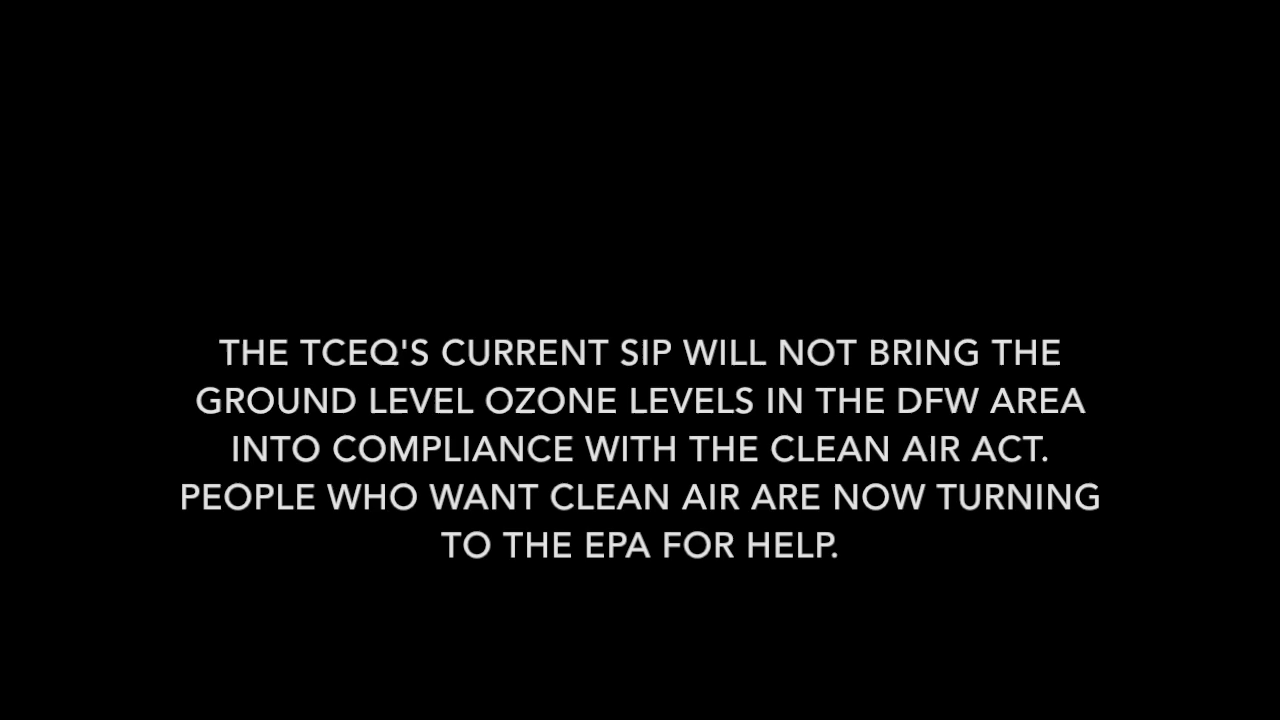 THE TCEQ'S CURRENT SIP WILL NOT BRING THE
GROUND LEVEL OZONE LEVELS IN THE DFW AREA
INTO COMPLIANCE WITH THE CLEAN AIR ACT.
PEOPLE WHO WANT CLEAN AIR ARE NOW TURNING
TO THE EPA FOR HELP.